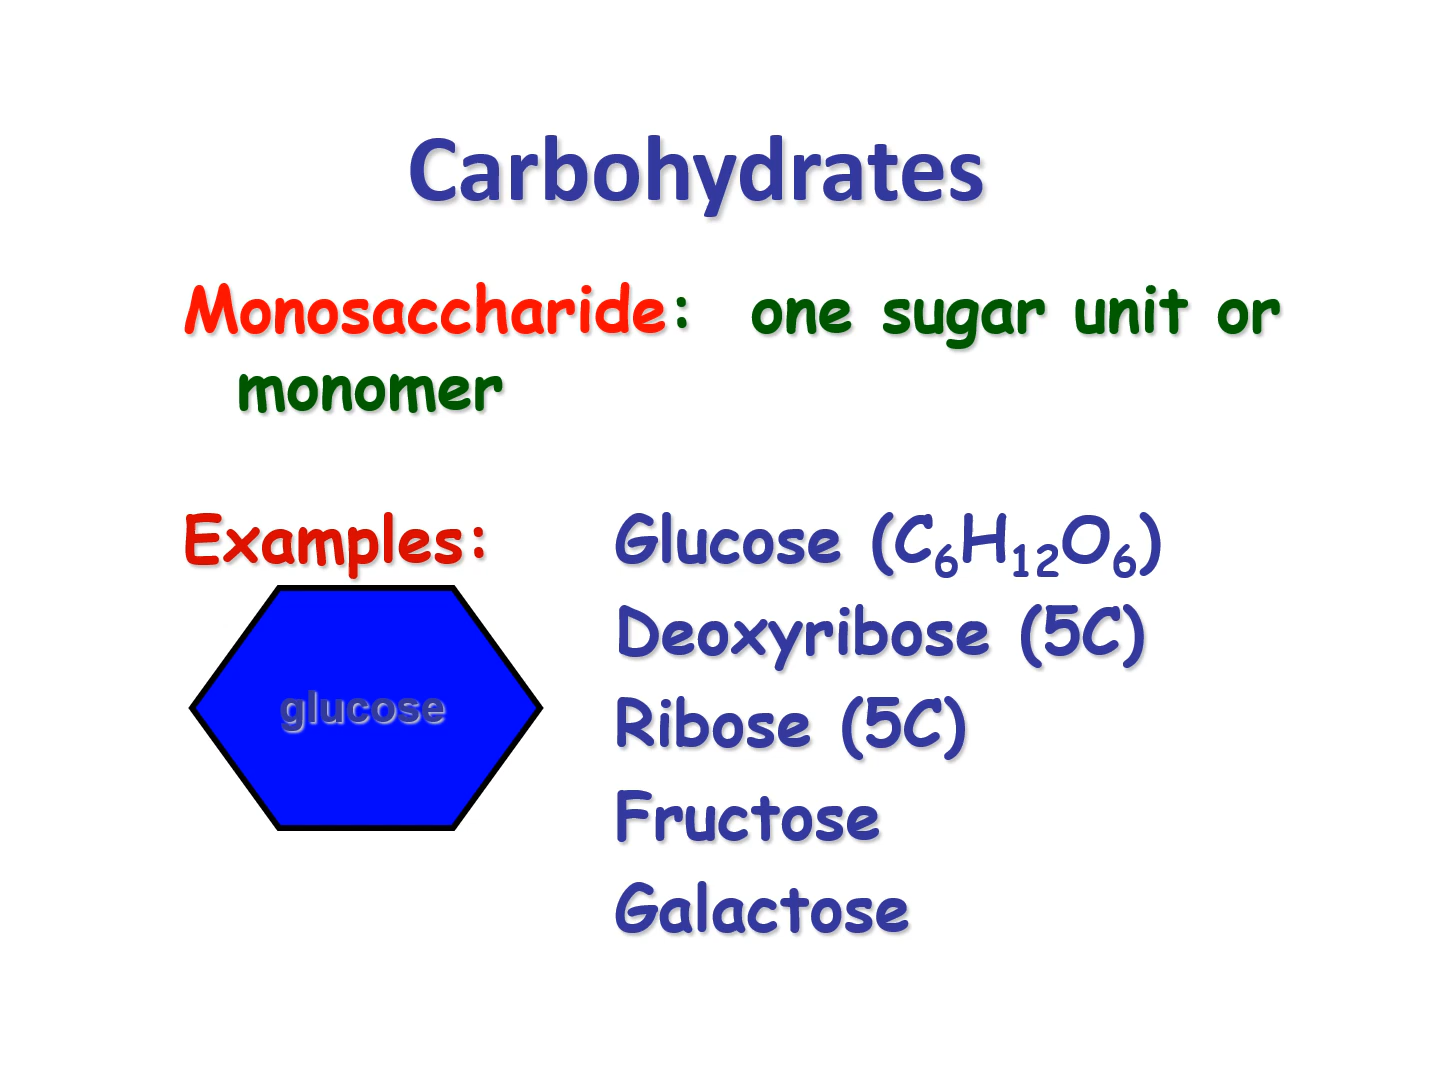 Carbohydrates
Monosaccharide: one sugar unit or
monomer
Examples: Glucose (C₆H₁₂O₆)
Deoxyribose (5C)
glucose
Ribose (5C)
Fructose
Galactose